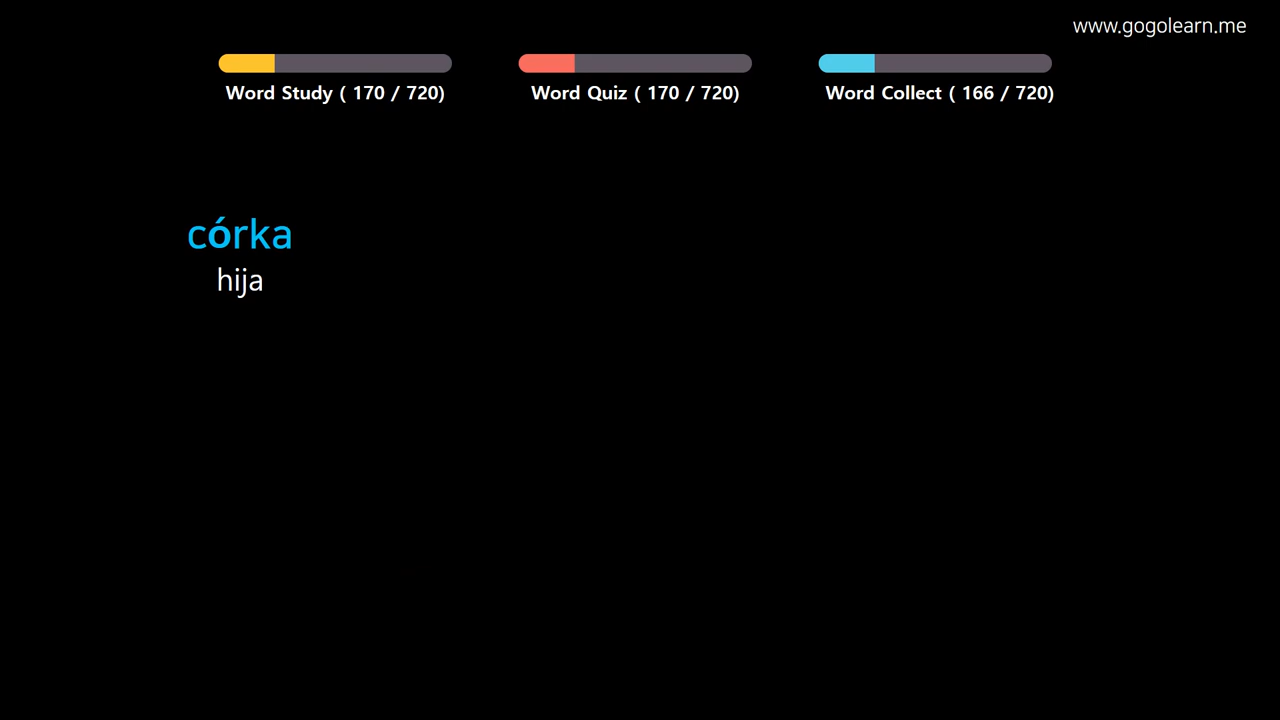 www.gogolearn.me
Word Study ( 170 / 720)
Word Quiz ( 170 / 720)
Word Collect ( 166 / 720)
córka
hija